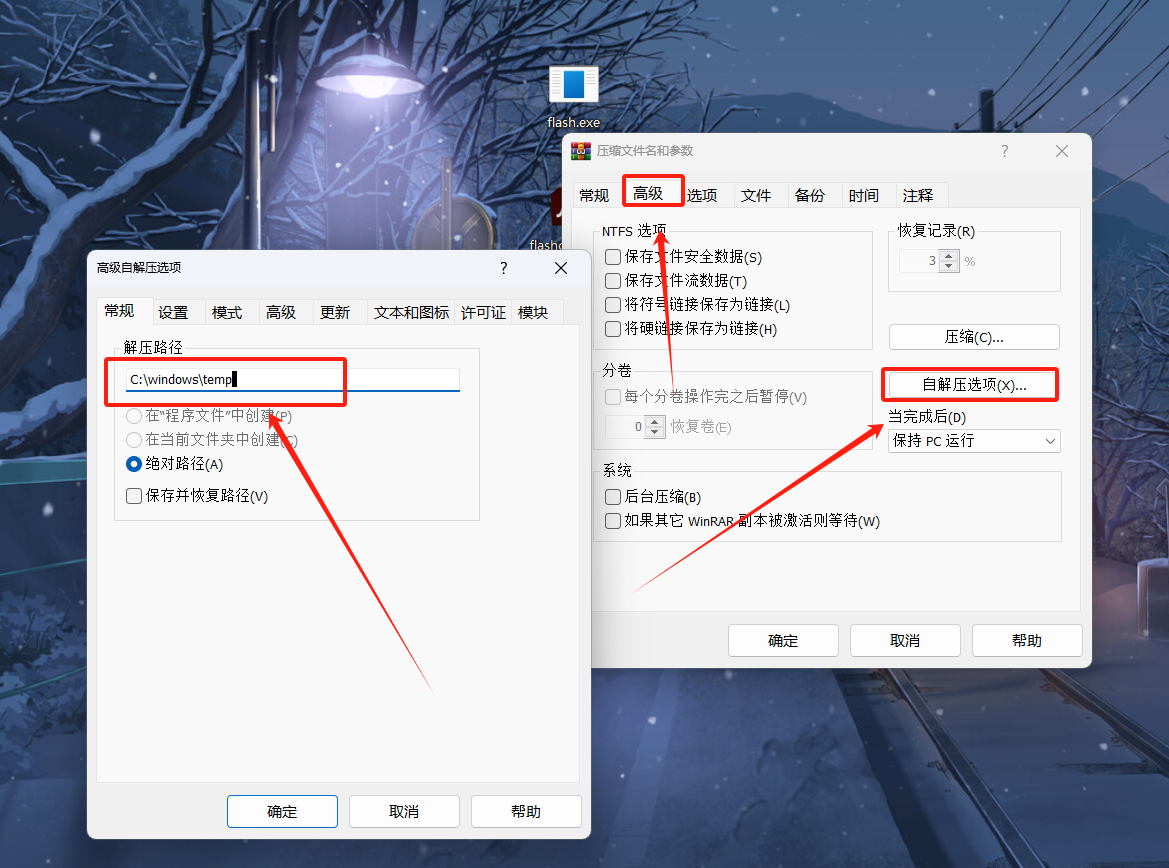 flash.exe
压缩文件名和参数
?
常规 高级 选项 文件 备份 时间 注释
NTFS 选项
保存文件安全数据(S)
保存文件流数据(T)
将符号链接保存为链接(L)
将硬链接保存为链接(H)
恢复记录(R)
3 %
压缩(C)...
分卷
每个分卷操作完之后暂停(V)
0 恢复卷(E)
自解压选项(X)...
当完成后(D)
保持 PC 运行
系统
后台压缩(B)
如果其它 WinRAR 副本被激活则等待(W)
确定 取消 帮助
flash
高级自解压选项
?
常规 设置 模式 高级 更新 文本和图标 许可证 模块
解压路径
C:\windows\temp
在“程序文件”中创建(P)
在当前文件夹中创建(C)
绝对路径(A)
保存并恢复路径(V)
确定 取消 帮助